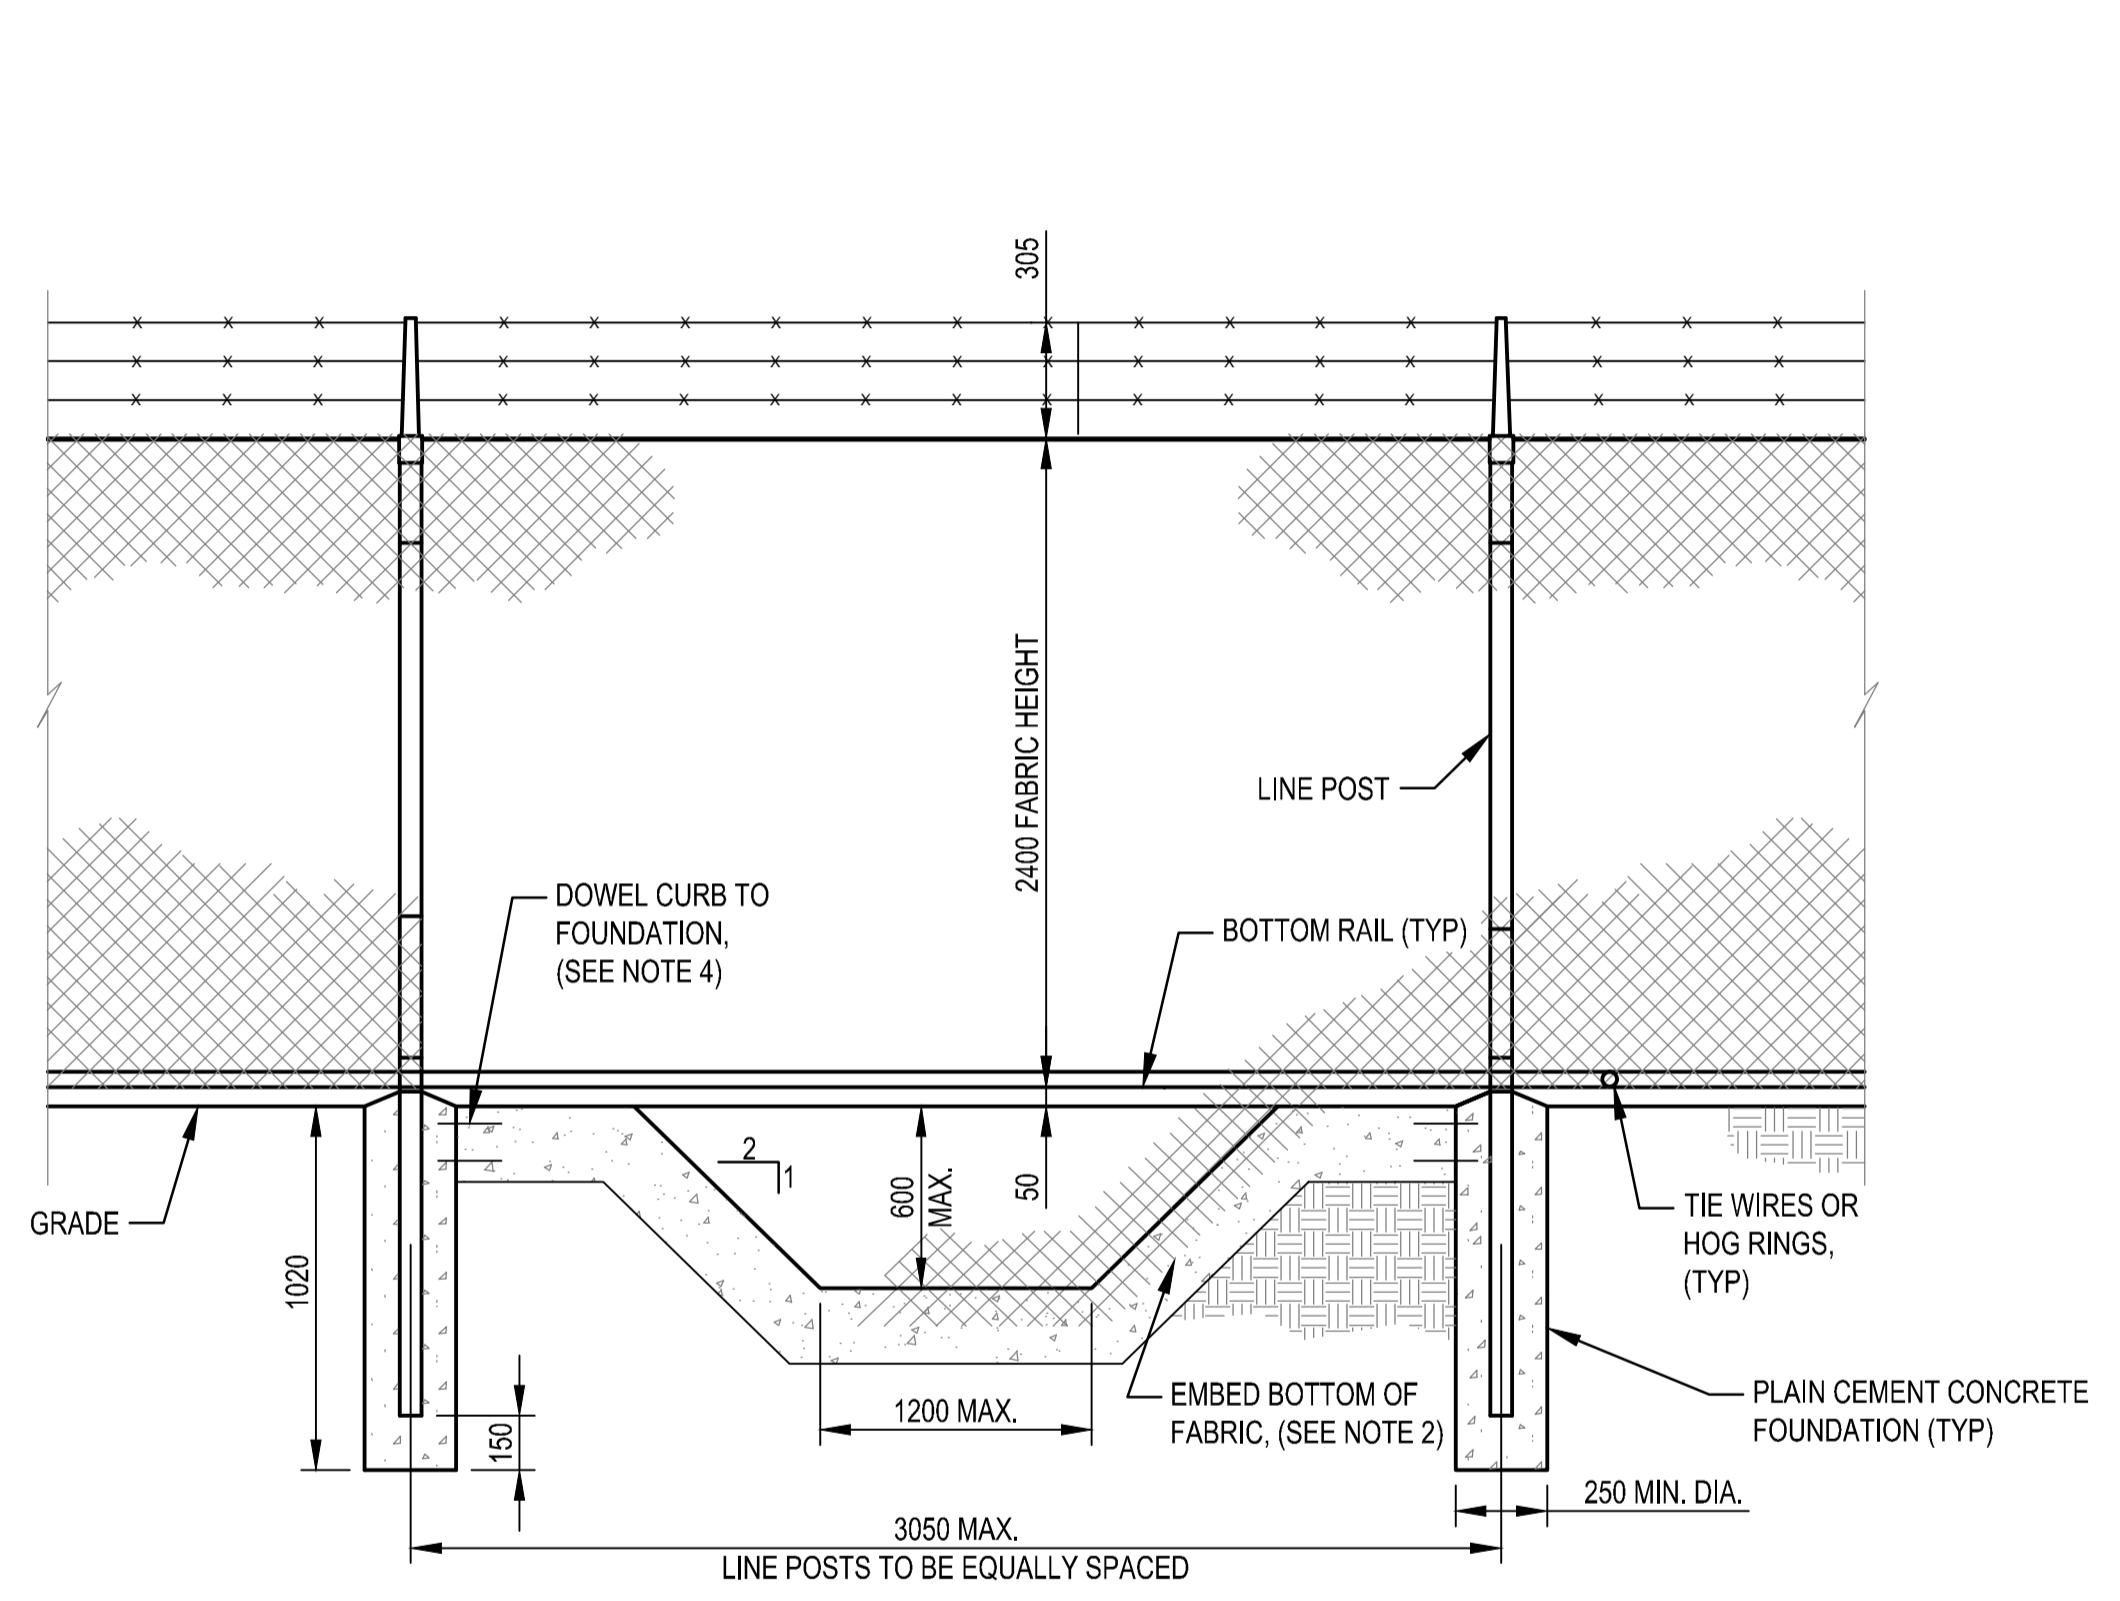 305
2400 FABRIC HEIGHT
LINE POST
DOWEL CURB TO
FOUNDATION,
(SEE NOTE 4)
BOTTOM RAIL (TYP)
2
1
600
MAX.
50
GRADE
1020
TIE WIRES OR
HOG RINGS,
(TYP)
150
1200 MAX.
EMBED BOTTOM OF
FABRIC, (SEE NOTE 2)
PLAIN CEMENT CONCRETE
FOUNDATION (TYP)
250 MIN. DIA.
3050 MAX.
LINE POSTS TO BE EQUALLY SPACED